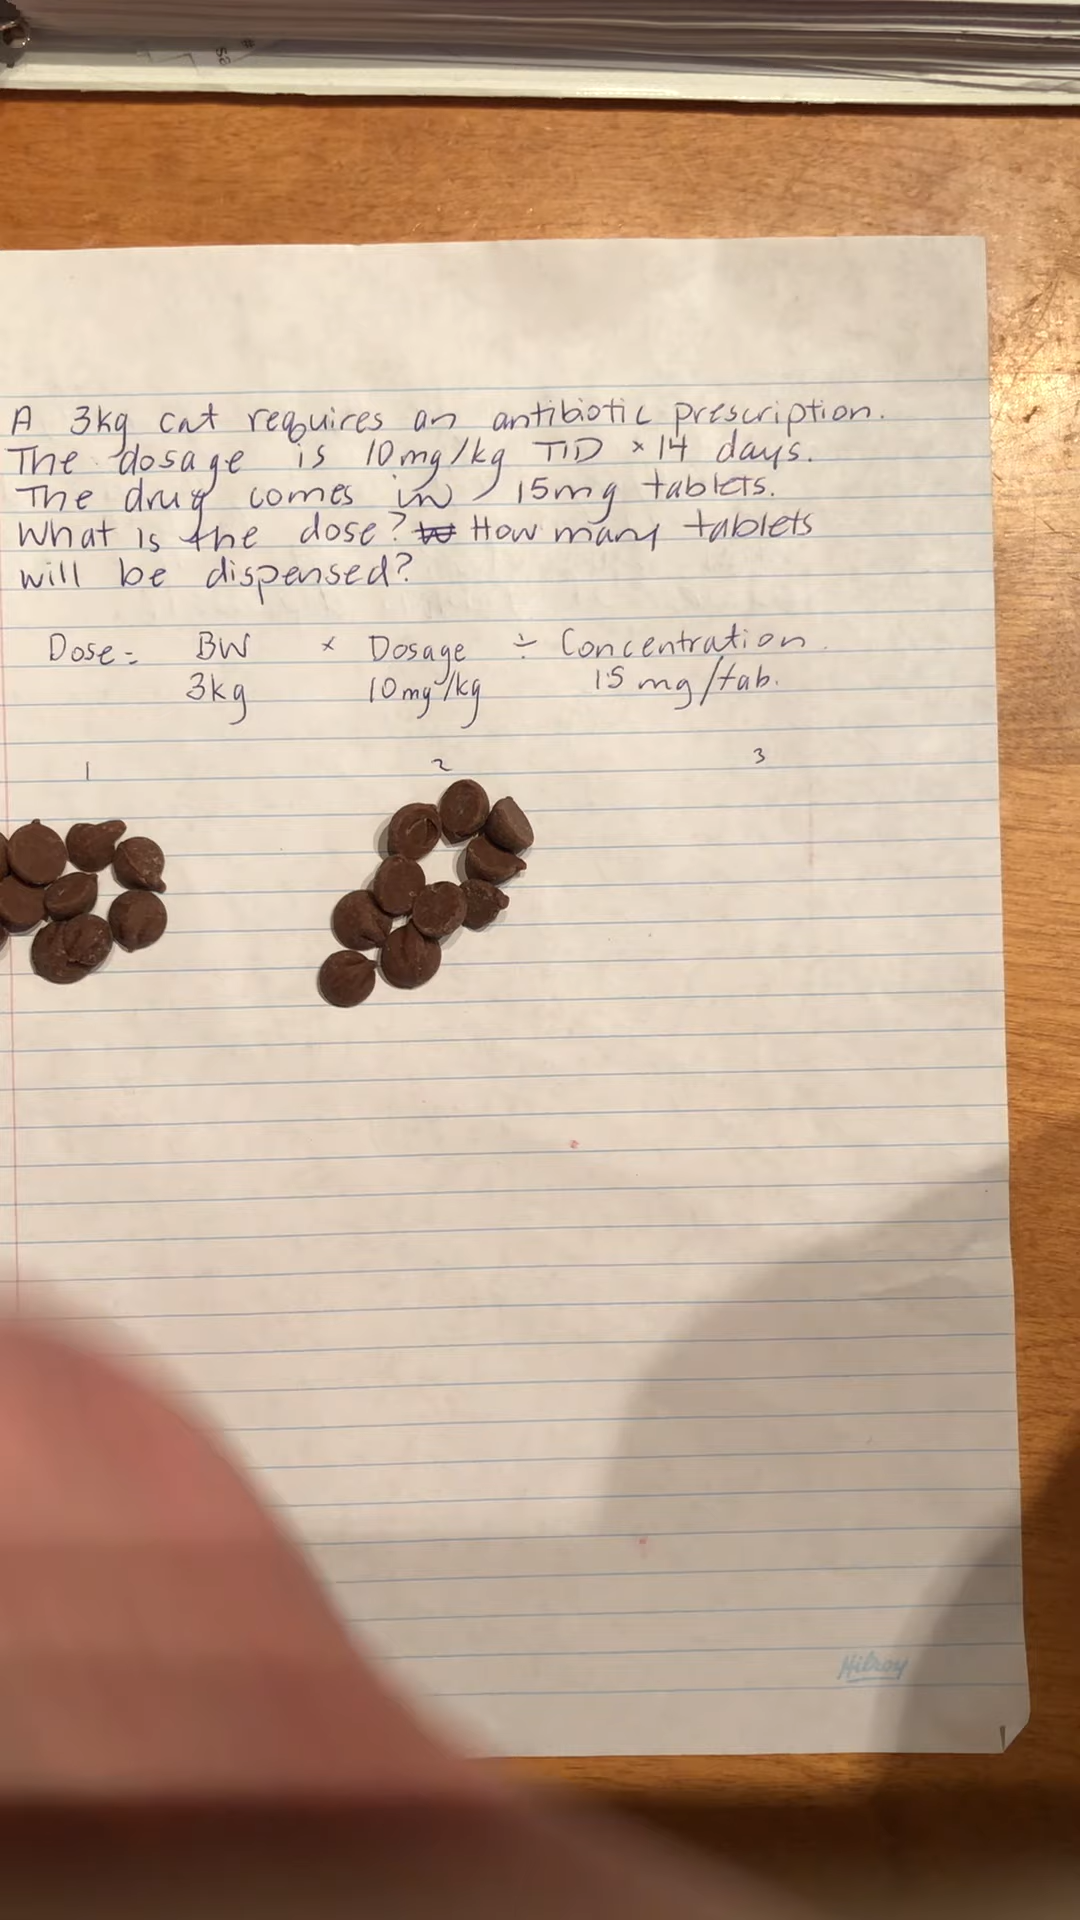 A 3kg cat requires an antibiotic prescription.
The dosage is 10mg/kg TID × 14 days.
The drug comes in 15mg tablets.
What is the dose? How many tablets
will be dispensed?
Dose = BW × Dosage ÷ Concentration.
3kg 10mg/kg 15 mg/tab.
1 2 3
Hilroy